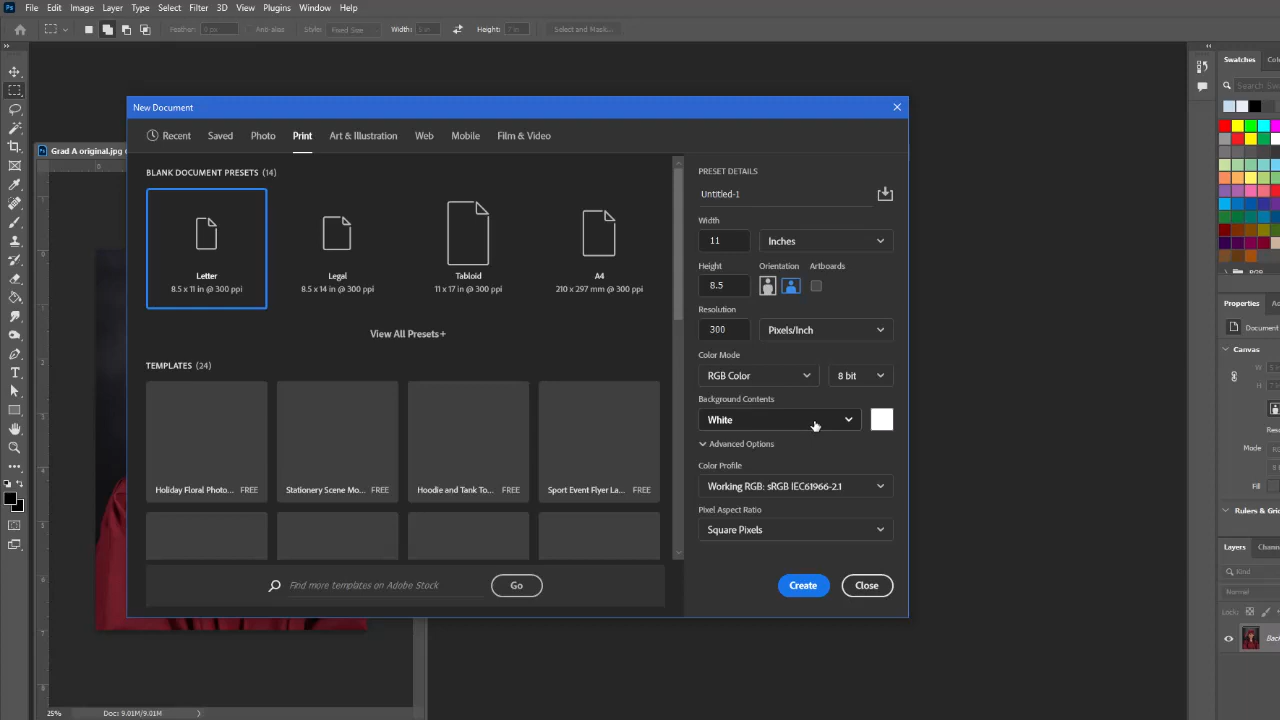 Ps File Edit Image Layer Type Select Filter 3D View Plugins Window Help
Feather: 0 px Anti-alias Style: Fixed Size Width: Height: Select and Mask...
Swatches
Search Swat
Grad A original.jpg
New Document
Recent Saved Photo Print Art & Illustration Web Mobile Film & Video
BLANK DOCUMENT PRESETS (14)
Letter
8.5 x 11 in @ 300 ppi
Legal
8.5 x 14 in @ 300 ppi
Tabloid
11 x 17 in @ 300 ppi
A4
210 x 297 mm @ 300 ppi
View All Presets+
TEMPLATES (24)
Holiday Floral Photo... FREE
Stationery Scene Mo... FREE
Hoodie and Tank To... FREE
Sport Event Flyer La... FREE
Find more templates on Adobe Stock
Go
PRESET DETAILS
Untitled-1
Width
11 Inches
Height Orientation Artboards
8.5
Resolution
300 Pixels/Inch
Color Mode
RGB Color 8 bit
Background Contents
White
Advanced Options
Color Profile
Working RGB: sRGB IEC61966-2.1
Pixel Aspect Ratio
Square Pixels
Create Close
Properties
Document
Canvas
Mode
Fill
Rulers & Gri
Layers Chann
Kind
Normal
Lock:
Back
25% Doc: 9.01M/9.01M